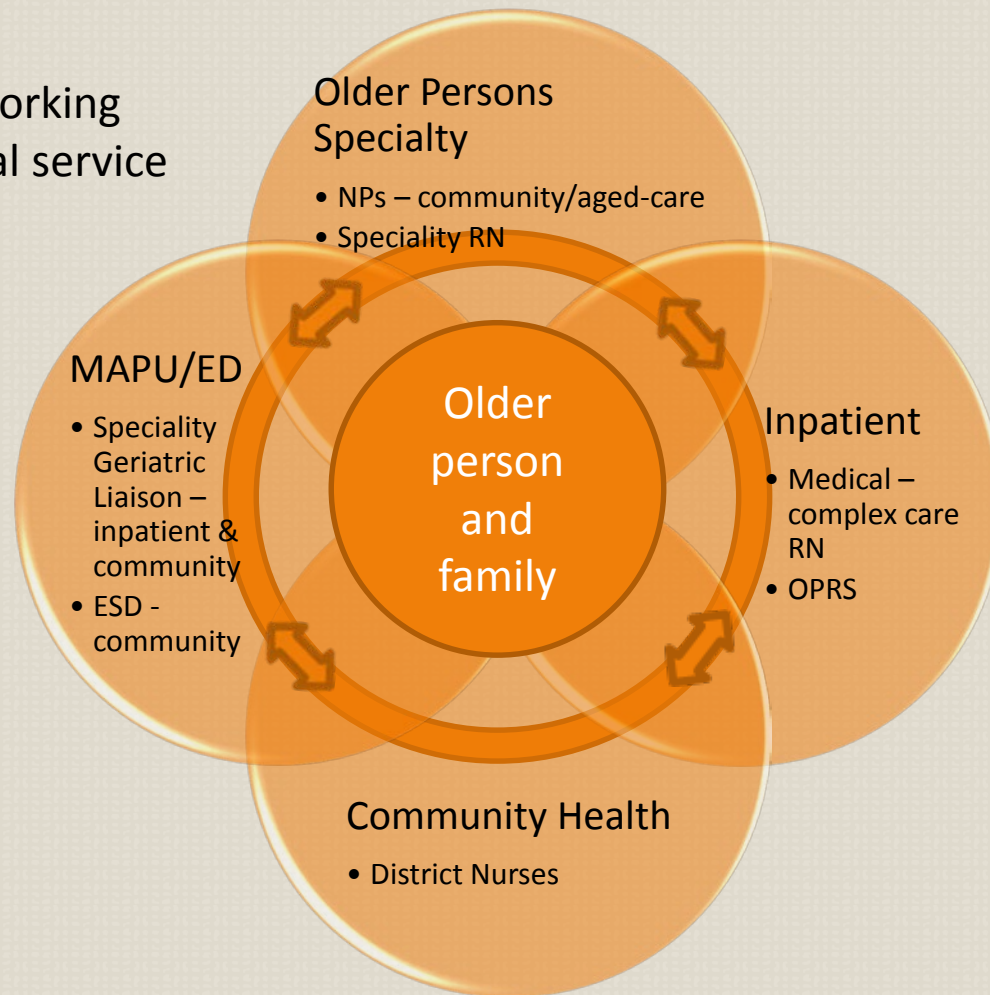 orking
al service
Older Persons
Specialty
• NPs – community/aged-care
• Speciality RN
MAPU/ED
• Speciality
Geriatric
Liaison –
inpatient &
community
• ESD -
community
Older
person
and
family
Inpatient
• Medical –
complex care
RN
• OPRS
Community Health
• District Nurses